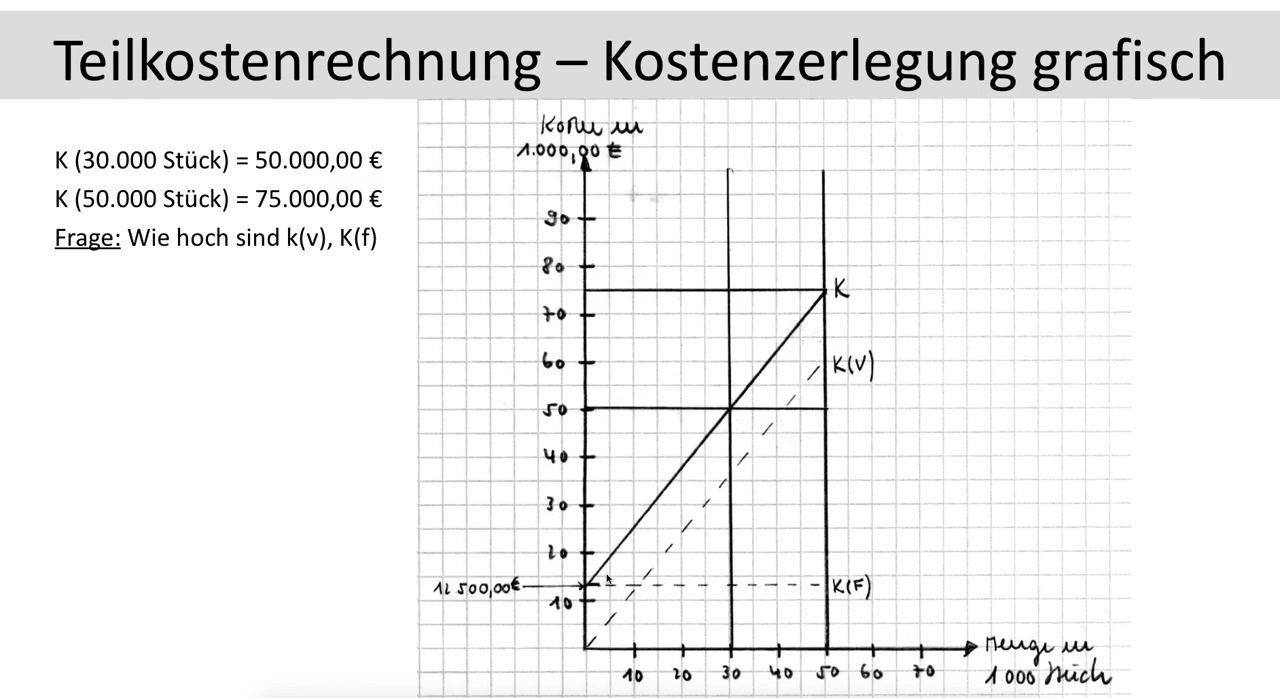 Teilkostenrechnung – Kostenzerlegung grafisch
K (30.000 Stück) = 50.000,00 €
K (50.000 Stück) = 75.000,00 €
Frage: Wie hoch sind k(v), K(f)
Kosten in
1.000,00 €
90
80
K
70
60
K(V)
50
40
30
20
12 500,00€
K(F)
10
Menge in
10 20 30 40 50 60 70
1 000 Stück